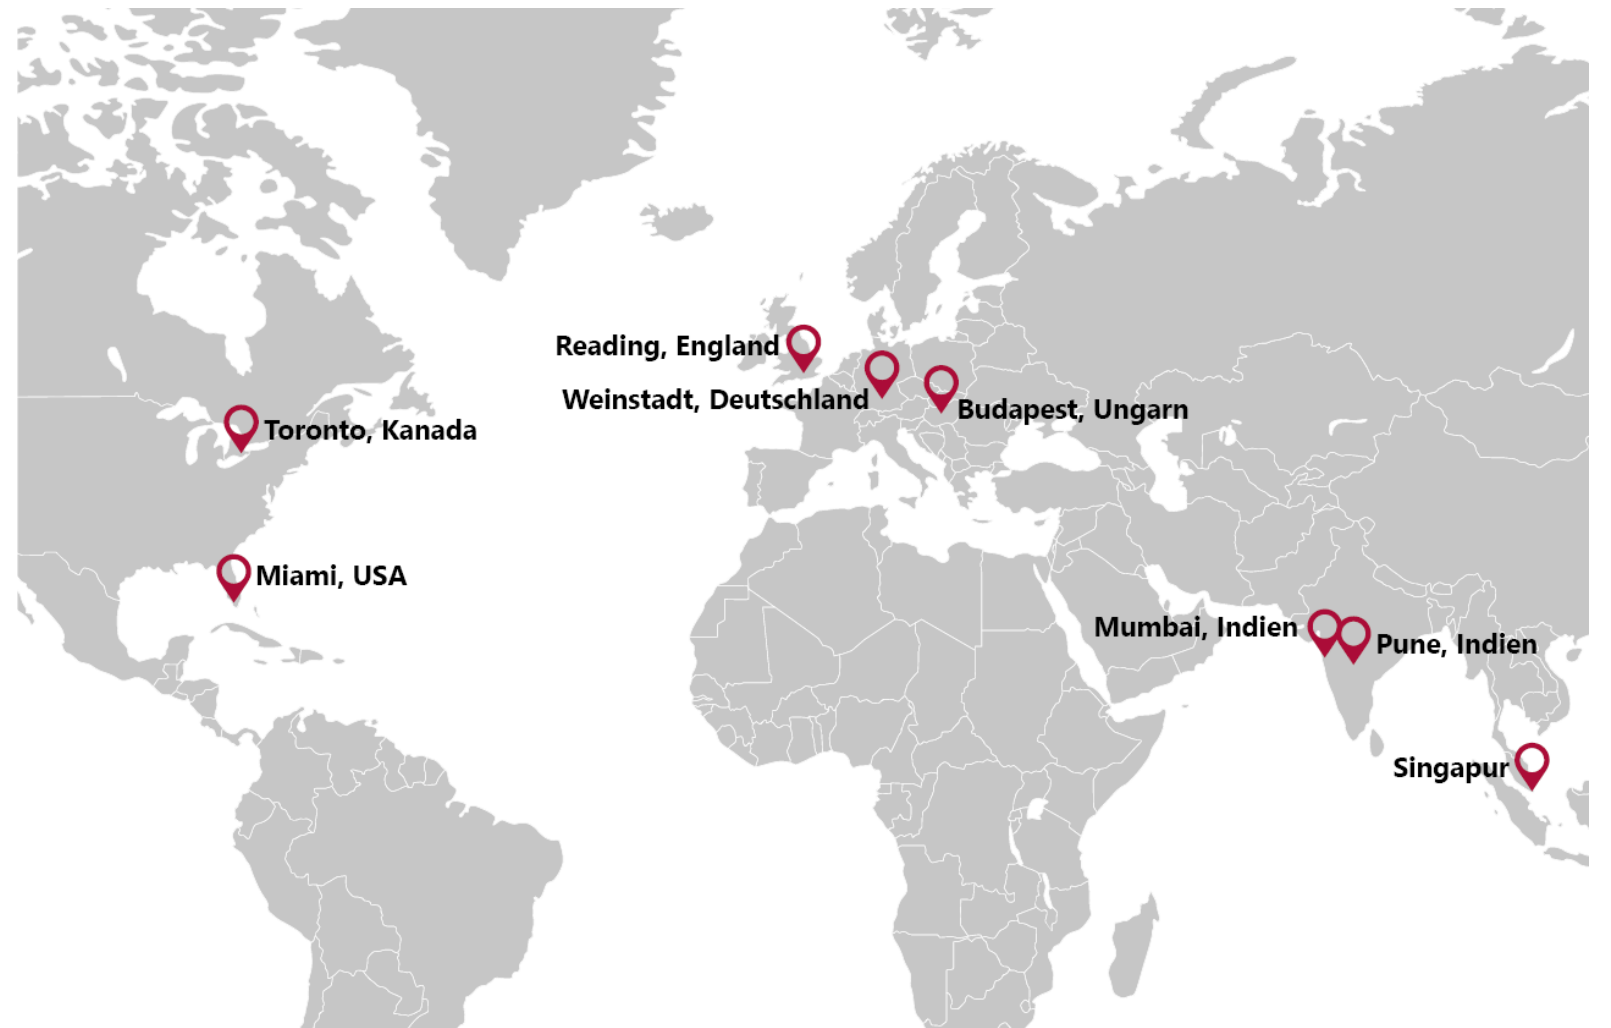 Reading, England
Weinstadt, Deutschland
Budapest, Ungarn
Toronto, Kanada
Miami, USA
Mumbai, Indien
Pune, Indien
Singapur